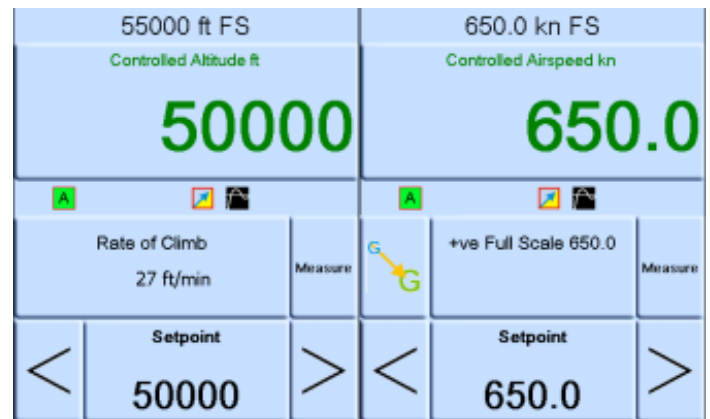 55000 ft FS
Controlled Altitude ft
50000
A
Rate of Climb
27 ft/min
Measure
Setpoint
<
50000
>
650.0 kn FS
Controlled Airspeed kn
650.0
A
G
G
+ve Full Scale 650.0
Measure
Setpoint
<
650.0
>